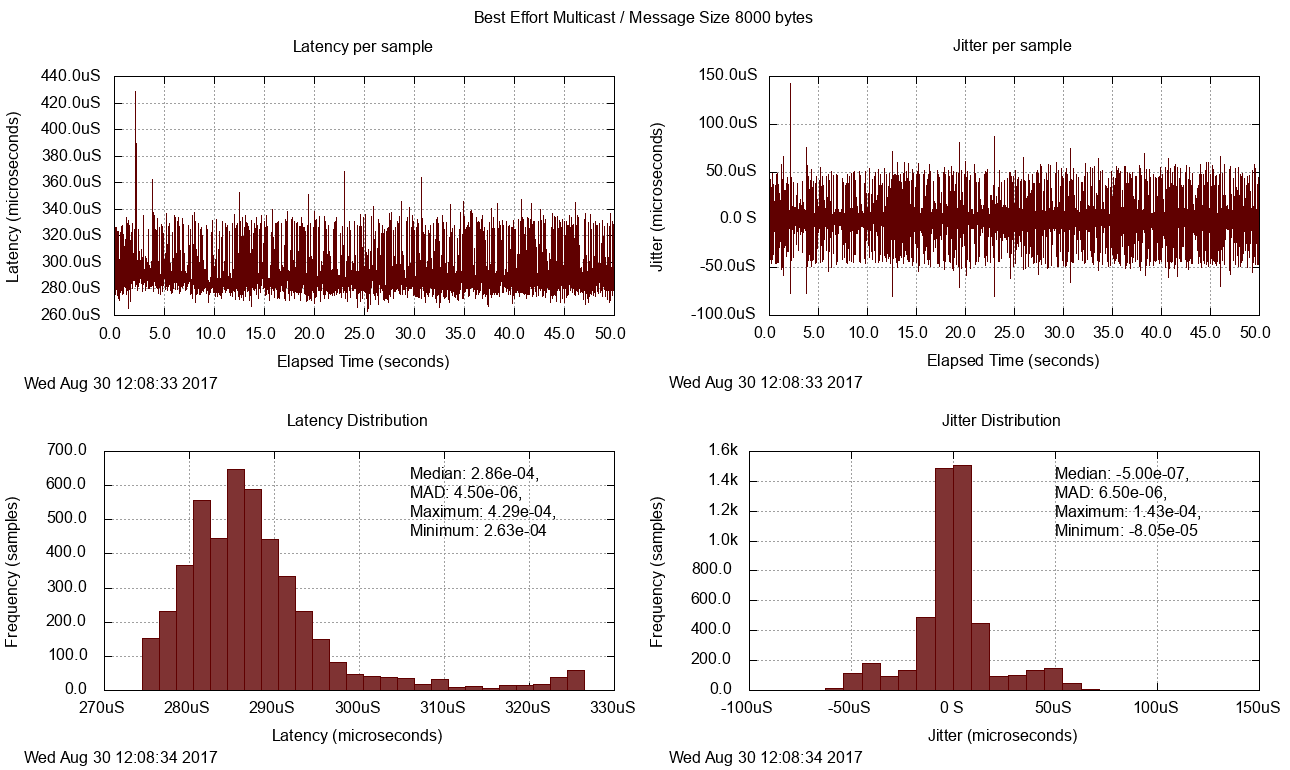 Best Effort Multicast / Message Size 8000 bytes
Latency per sample
440.0uS
420.0uS
400.0uS
380.0uS
360.0uS
340.0uS
320.0uS
300.0uS
280.0uS
260.0uS
Latency (microseconds)
0.0 5.0 10.0 15.0 20.0 25.0 30.0 35.0 40.0 45.0 50.0
Elapsed Time (seconds)
Wed Aug 30 12:08:33 2017
Jitter per sample
150.0uS
100.0uS
50.0uS
0.0 S
-50.0uS
-100.0uS
Jitter (microseconds)
0.0 5.0 10.0 15.0 20.0 25.0 30.0 35.0 40.0 45.0 50.0
Elapsed Time (seconds)
Wed Aug 30 12:08:33 2017
Latency Distribution
700.0
600.0
500.0
400.0
300.0
200.0
100.0
0.0
Frequency (samples)
Median: 2.86e-04,
MAD: 4.50e-06,
Maximum: 4.29e-04,
Minimum: 2.63e-04
270uS 280uS 290uS 300uS 310uS 320uS 330uS
Latency (microseconds)
Wed Aug 30 12:08:34 2017
Jitter Distribution
1.6k
1.4k
1.2k
1.0k
800.0
600.0
400.0
200.0
0.0
Frequency (samples)
Median: -5.00e-07,
MAD: 6.50e-06,
Maximum: 1.43e-04,
Minimum: -8.05e-05
-100uS -50uS 0 S 50uS 100uS 150uS
Jitter (microseconds)
Wed Aug 30 12:08:34 2017